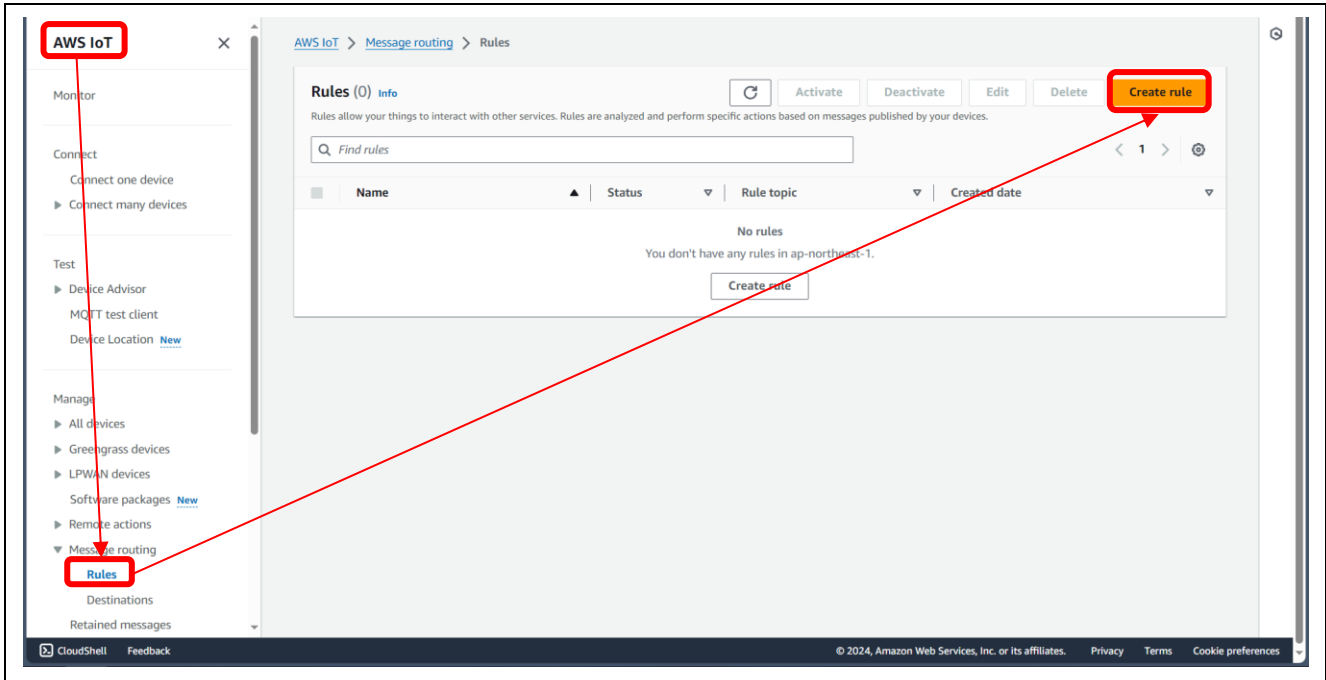 AWS IoT
Monitor
Connect
Connect one device
Connect many devices
Test
Device Advisor
MQTT test client
Device Location New
Manage
All devices
Greengrass devices
LPWAN devices
Software packages New
Remote actions
Message routing
Rules
Destinations
Retained messages
AWS IoT > Message routing > Rules
Rules (0) Info
Activate Deactivate Edit Delete Create rule
Rules allow your things to interact with other services. Rules are analyzed and perform specific actions based on messages published by your devices.
Find rules
1
Name Status Rule topic Created date
No rules
You don't have any rules in ap-northeast-1.
Create rule
CloudShell Feedback © 2024, Amazon Web Services, Inc. or its affiliates. Privacy Terms Cookie preferences